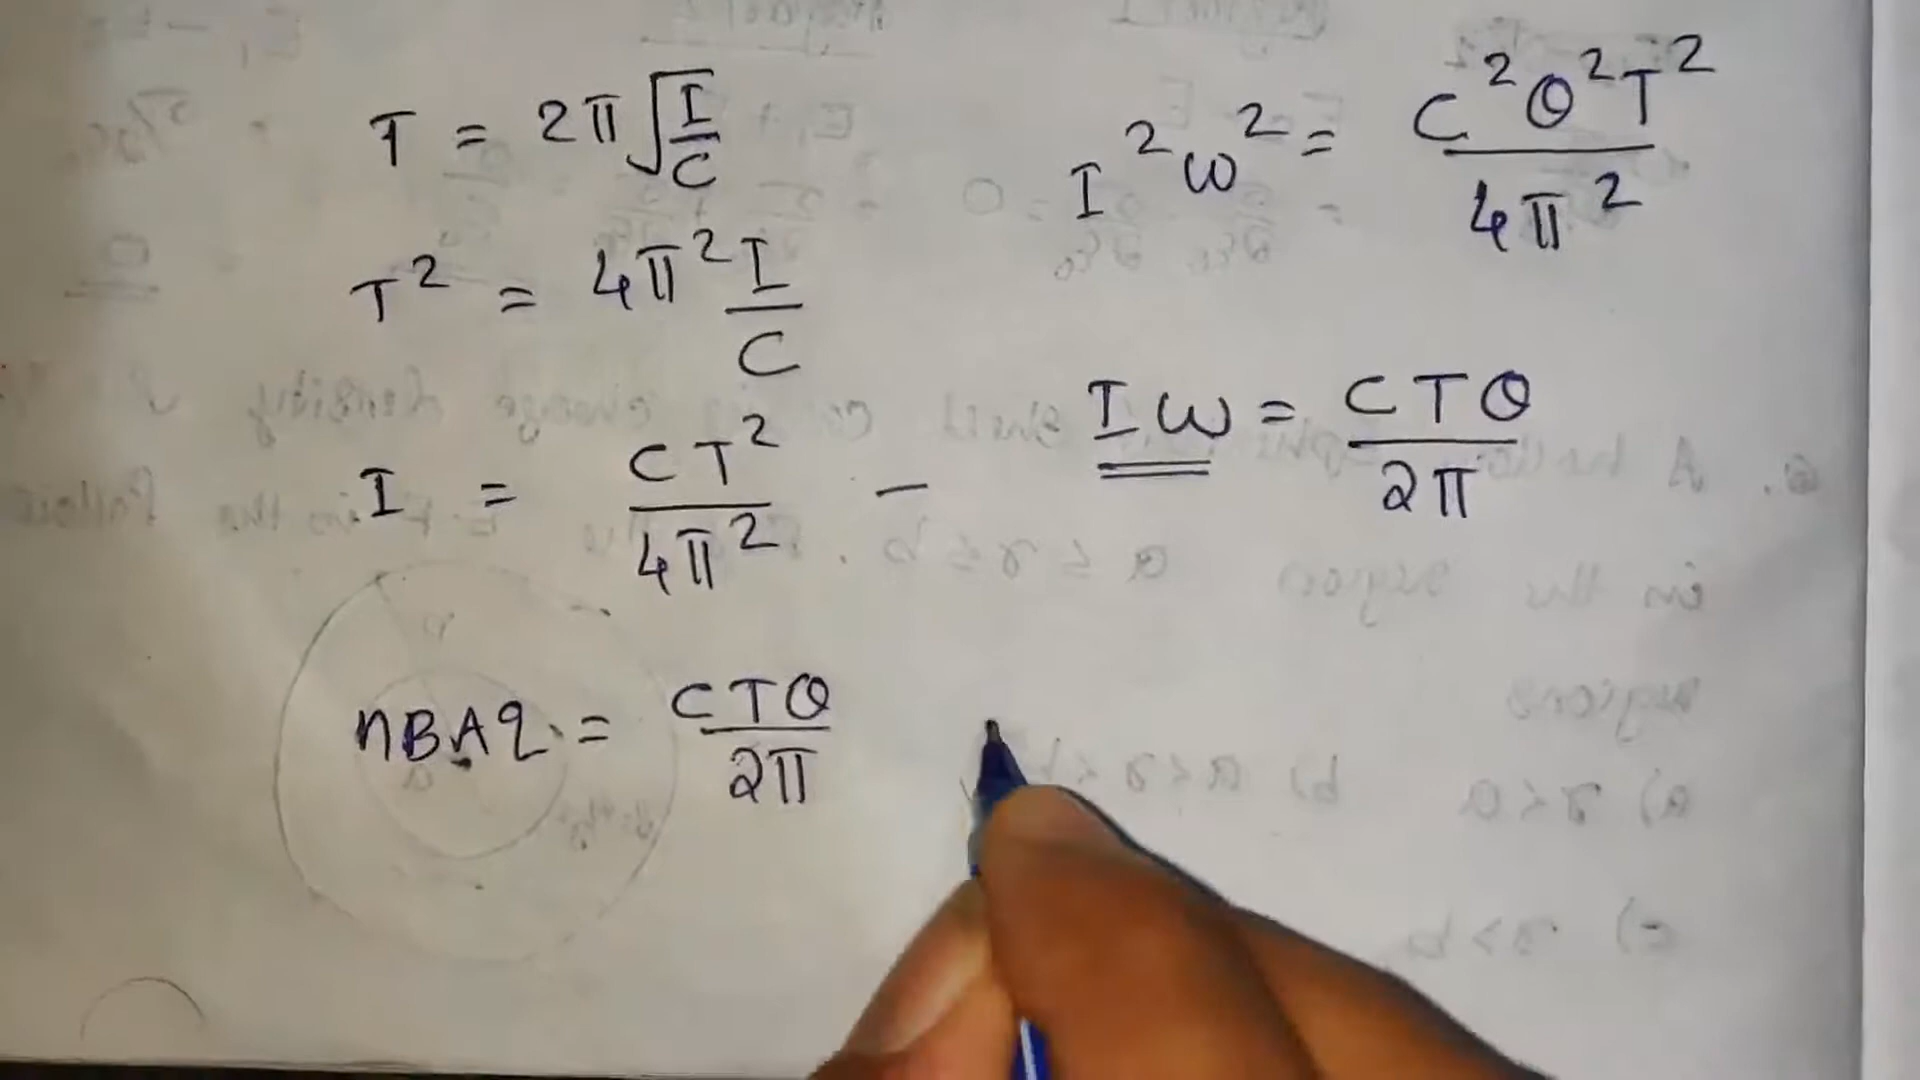 T = 2π√(I/C)
T² = 4π² I/C
I = CT²/4π² –
nBAq = CTθ/2π
I²ω² = C²θ²T²/4π²
Iω = CTθ/2π